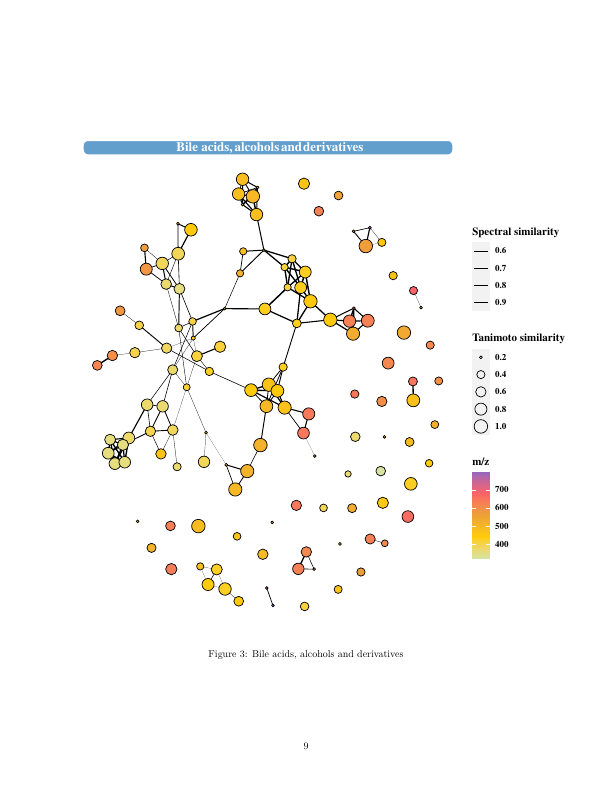 Bile acids, alcohols and derivatives
Spectral similarity
0.6
0.7
0.8
0.9
Tanimoto similarity
0.2
0.4
0.6
0.8
1.0
m/z
700
600
500
400
Figure 3: Bile acids, alcohols and derivatives
9